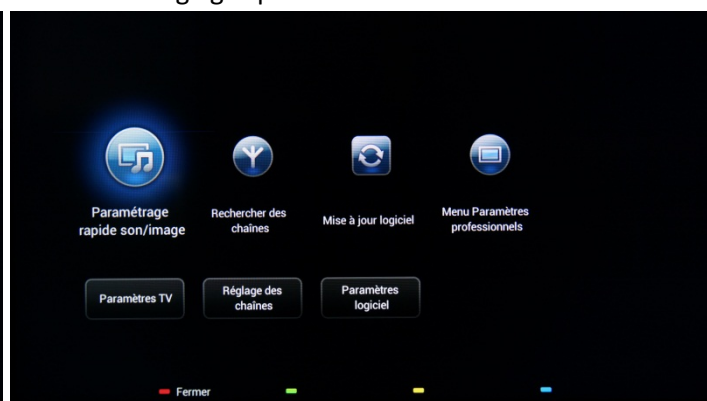 Paramétrage
rapide son/image
Rechercher des
chaînes
Mise à jour logiciel
Menu Paramètres
professionnels
Paramètres TV
Réglage des
chaînes
Paramètres
logiciel
Fermer